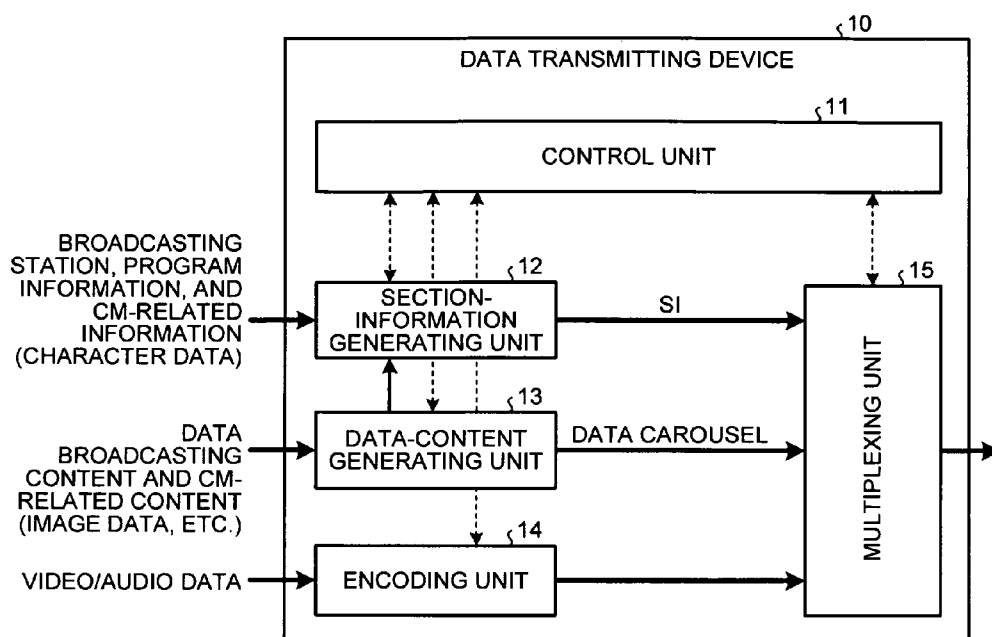 10
DATA TRANSMITTING DEVICE
11
CONTROL UNIT
BROADCASTING
STATION, PROGRAM
INFORMATION, AND
CM-RELATED
INFORMATION
(CHARACTER DATA)
12
SECTION-
INFORMATION
GENERATING UNIT
SI
15
MULTIPLEXING UNIT
DATA
BROADCASTING
CONTENT AND CM-
RELATED CONTENT
(IMAGE DATA, ETC.)
13
DATA-CONTENT
GENERATING UNIT
DATA CAROUSEL
VIDEO/AUDIO DATA
14
ENCODING UNIT